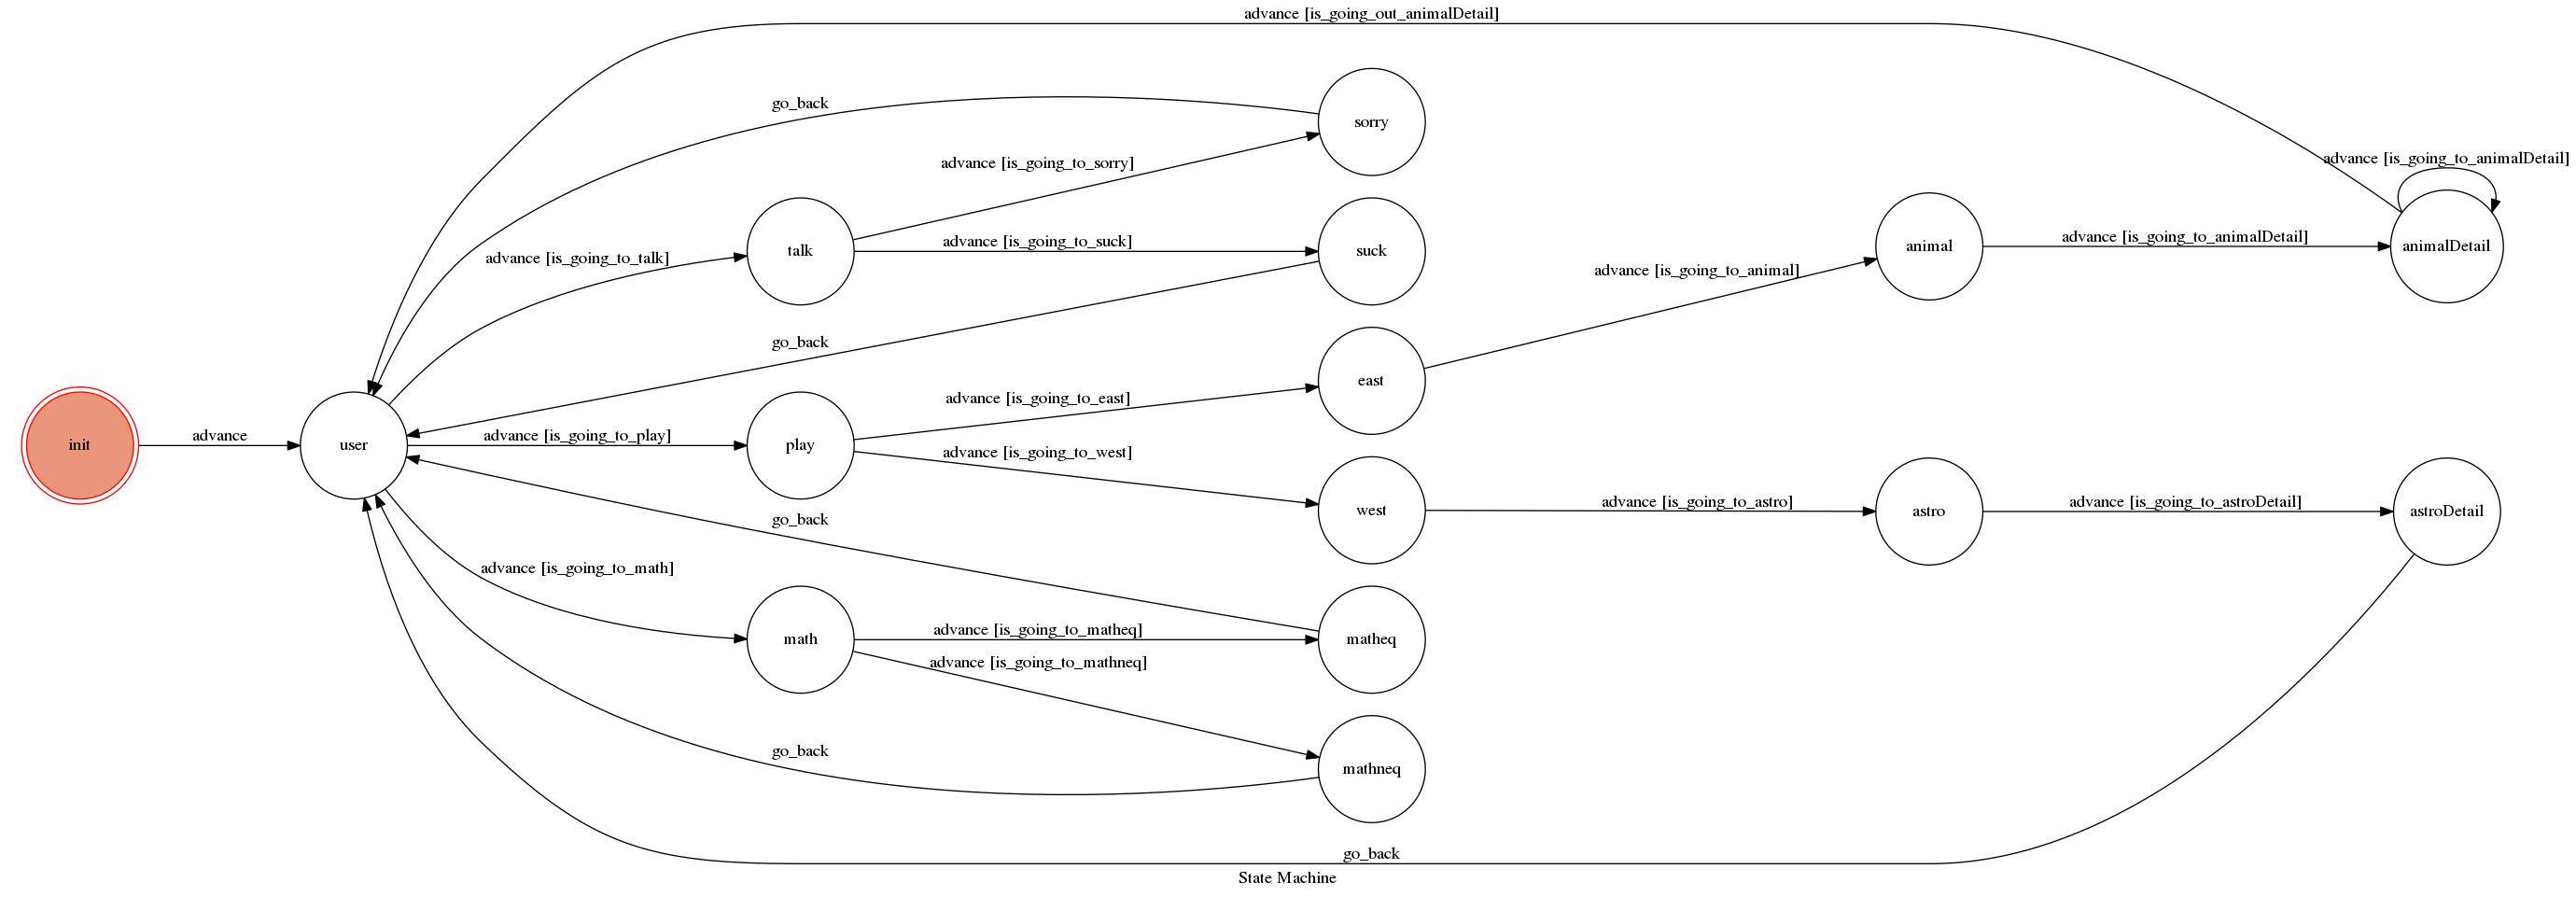 advance [is_going_out_animalDetail]
go_back
sorry
advance [is_going_to_animalDetail]
advance [is_going_to_sorry]
advance [is_going_to_talk]
talk
advance [is_going_to_suck]
suck
advance [is_going_to_animal]
animal
advance [is_going_to_animalDetail]
animalDetail
go_back
east
advance [is_going_to_east]
init
advance
user
advance [is_going_to_play]
play
advance [is_going_to_west]
west
advance [is_going_to_astro]
astro
advance [is_going_to_astroDetail]
astroDetail
go_back
advance [is_going_to_math]
math
advance [is_going_to_matheq]
matheq
advance [is_going_to_mathneq]
go_back
mathneq
go_back
State Machine